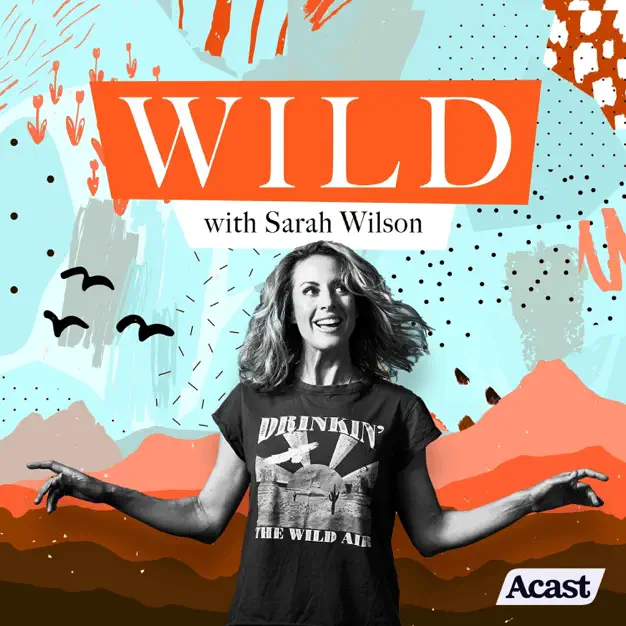 WILD
with Sarah Wilson
DRINKIN'
THE WILD AIR
Acast